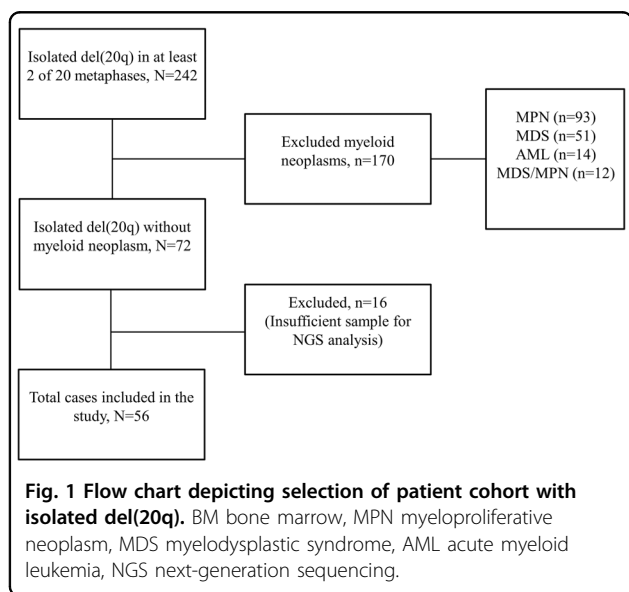 Isolated del(20q) in at least
2 of 20 metaphases, N=242
Excluded myeloid
neoplasms, n=170
MPN (n=93)
MDS (n=51)
AML (n=14)
MDS/MPN (n=12)
Isolated del(20q) without
myeloid neoplasm, N=72
Excluded, n=16
(Insufficient sample for
NGS analysis)
Total cases included in the
study, N=56
Fig. 1 Flow chart depicting selection of patient cohort with
isolated del(20q). BM bone marrow, MPN myeloproliferative
neoplasm, MDS myelodysplastic syndrome, AML acute myeloid
leukemia, NGS next-generation sequencing.